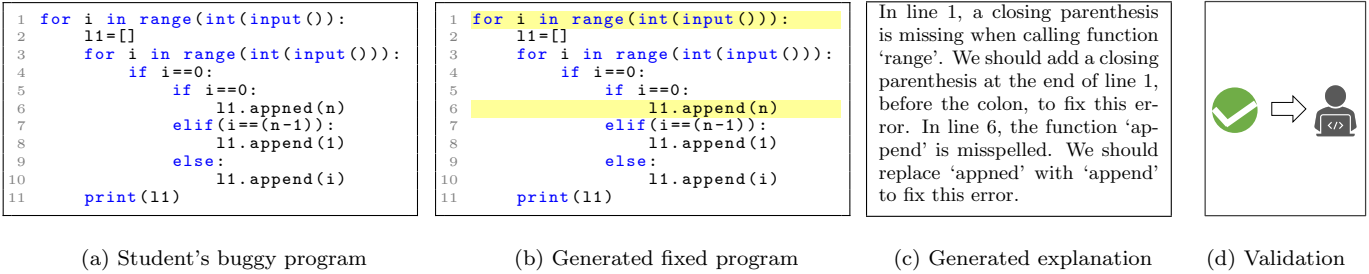 1 for i in range(int(input()):
2     l1=[]
3     for i in range(int(input())):
4         if i==0:
5             if i==0:
6                 l1.appned(n)
7             elif(i==(n-1)):
8                 l1.append(1)
9             else:
10                 l1.append(i)
11     print(l1)
(a) Student's buggy program
1 for i in range(int(input())):
2     l1=[]
3     for i in range(int(input())):
4         if i==0:
5             if i==0:
6                 l1.append(n)
7             elif(i==(n-1)):
8                 l1.append(1)
9             else:
10                 l1.append(i)
11     print(l1)
(b) Generated fixed program
In line 1, a closing parenthesis
is missing when calling function
‘range’. We should add a closing
parenthesis at the end of line 1,
before the colon, to fix this er-
ror. In line 6, the function ‘ap-
pend’ is misspelled. We should
replace ‘appned’ with ‘append’
to fix this error.
(c) Generated explanation
</>
(d) Validation